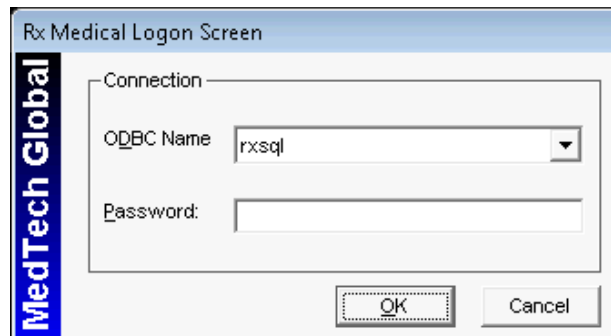 Rx Medical Logon Screen
MedTech Global
Connection
ODBC Name
rxsql
Password:
OK
Cancel